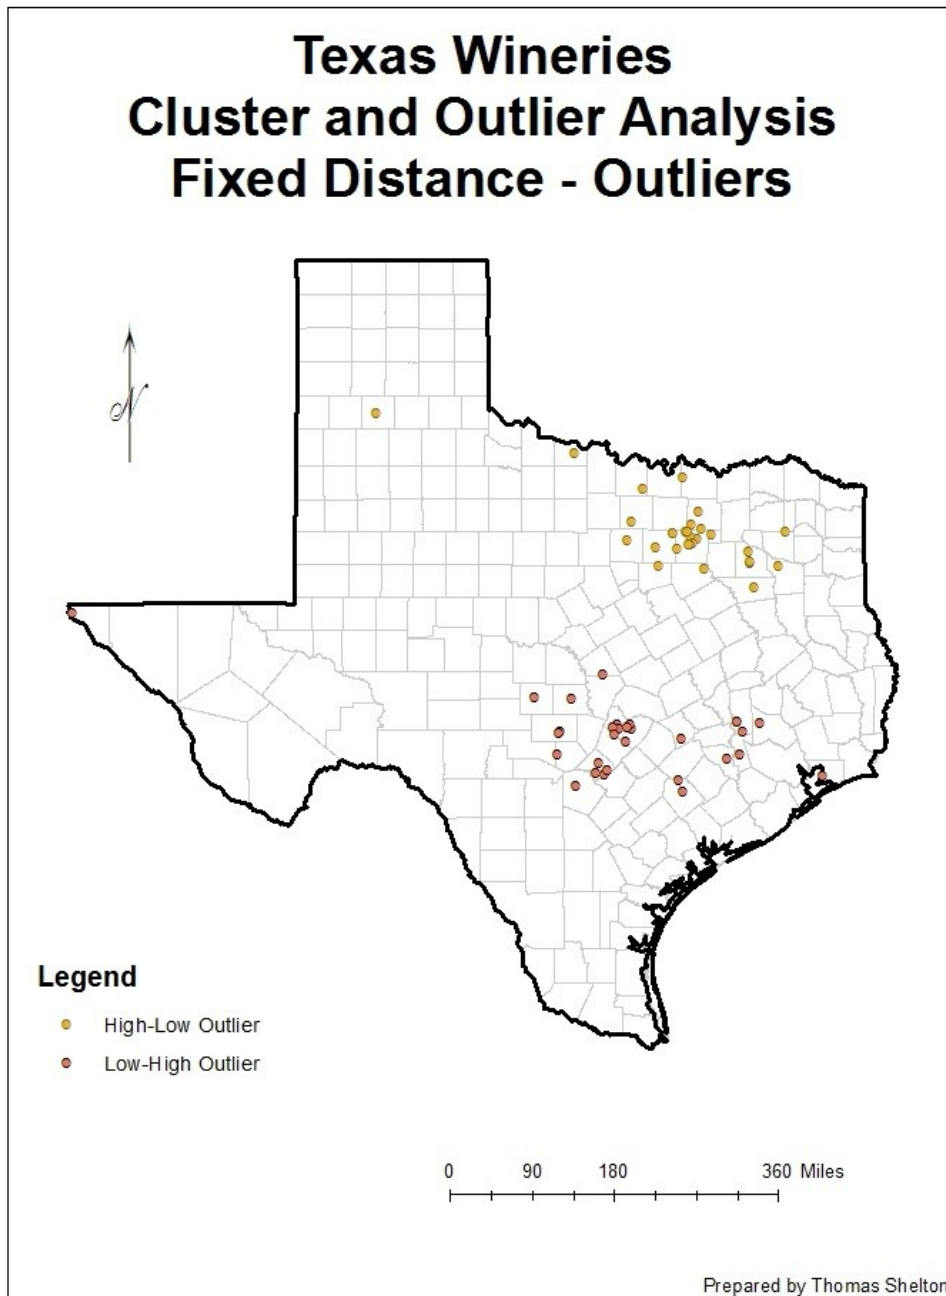 Texas Wineries
Cluster and Outlier Analysis
Fixed Distance - Outliers
N
Legend
High-Low Outlier
Low-High Outlier
0 90 180 360 Miles
Prepared by Thomas Shelton